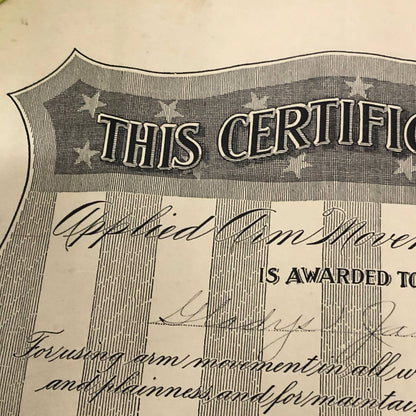 THIS CERTIFIC
Applied Arm Movem
IS AWARDED TO
Gladys
For using arm movement in all w
and plainness, and for maintai